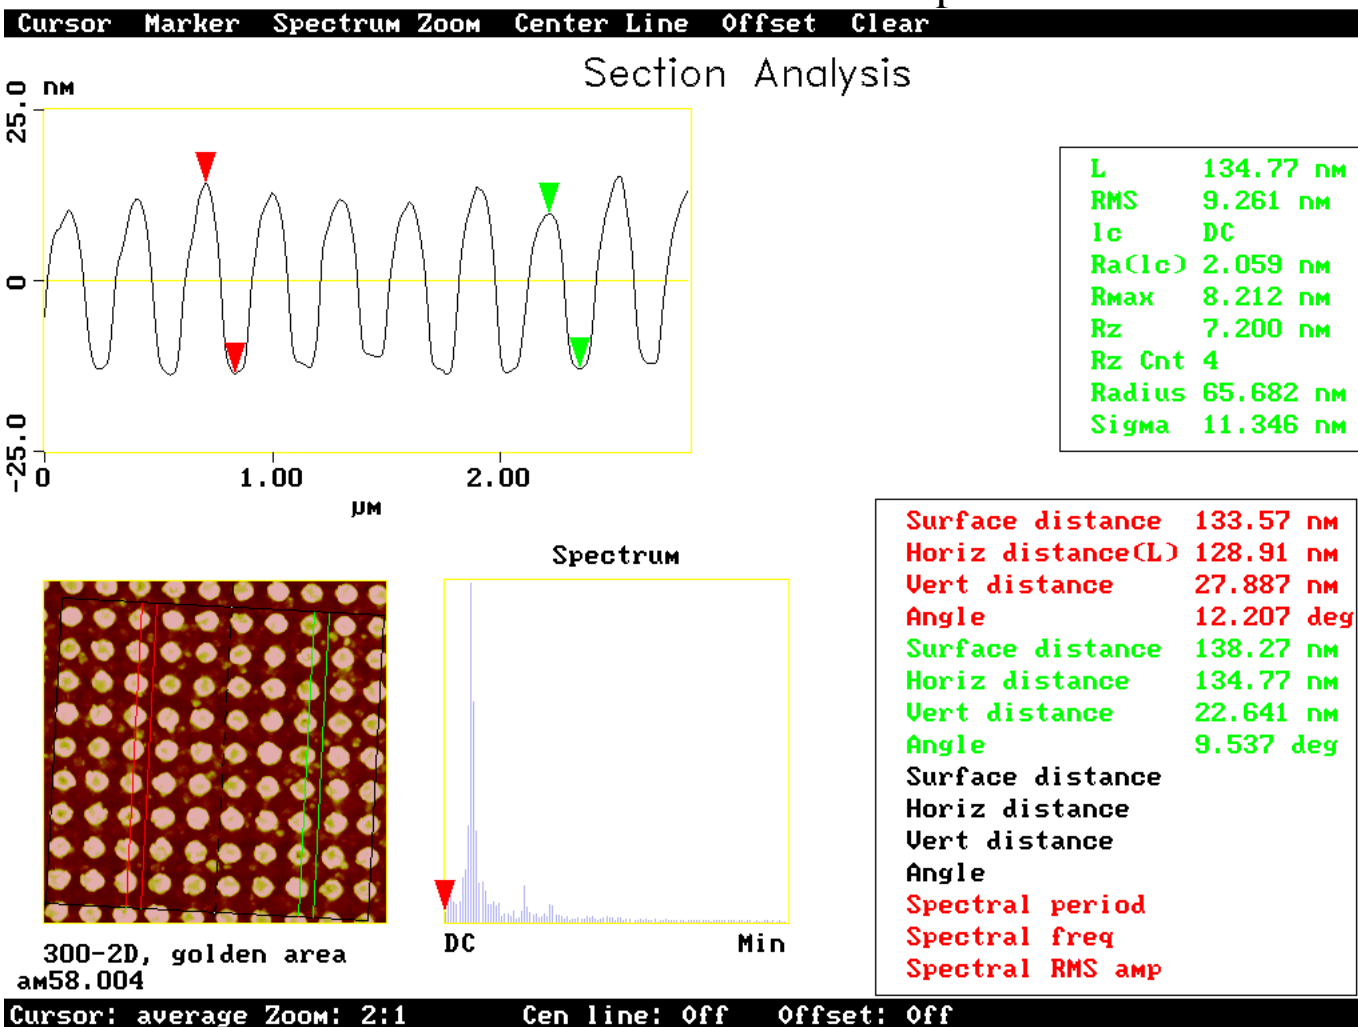 Cursor Marker Spectrum Zoom Center Line Offset Clear
Section Analysis
nM
25.0
0
-25.0
0 1.00 2.00
µM
L 134.77 nM
RMS 9.261 nM
lc DC
Ra(lc) 2.059 nM
RMax 8.212 nM
Rz 7.200 nM
Rz Cnt 4
Radius 65.682 nM
SigMa 11.346 nM
Surface distance 133.57 nM
Horiz distance(L) 128.91 nM
Vert distance 27.887 nM
Angle 12.207 deg
Surface distance 138.27 nM
Horiz distance 134.77 nM
Vert distance 22.641 nM
Angle 9.537 deg
Surface distance
Horiz distance
Vert distance
Angle
Spectral period
Spectral freq
Spectral RMS aMp
SpectruM
DC Min
300-2D, golden area
aM58.004
Cursor: average Zoom: 2:1 Cen line: Off Offset: Off